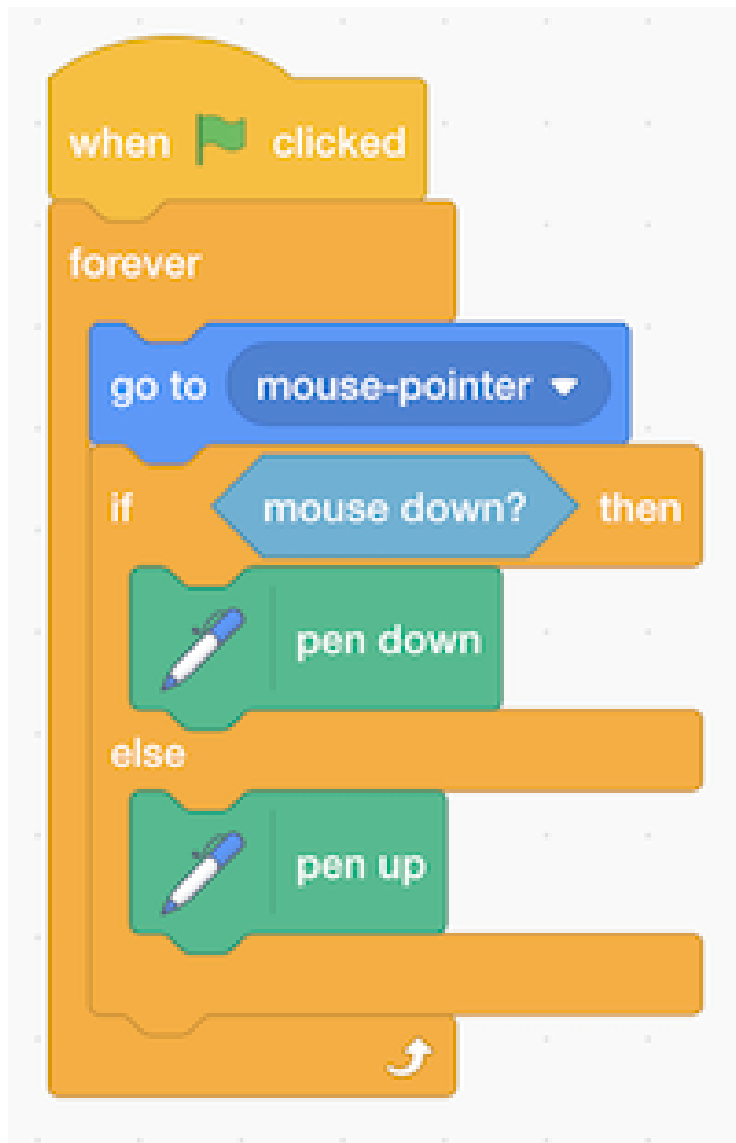 when clicked
forever
go to mouse-pointer
if mouse down? then
pen down
else
pen up